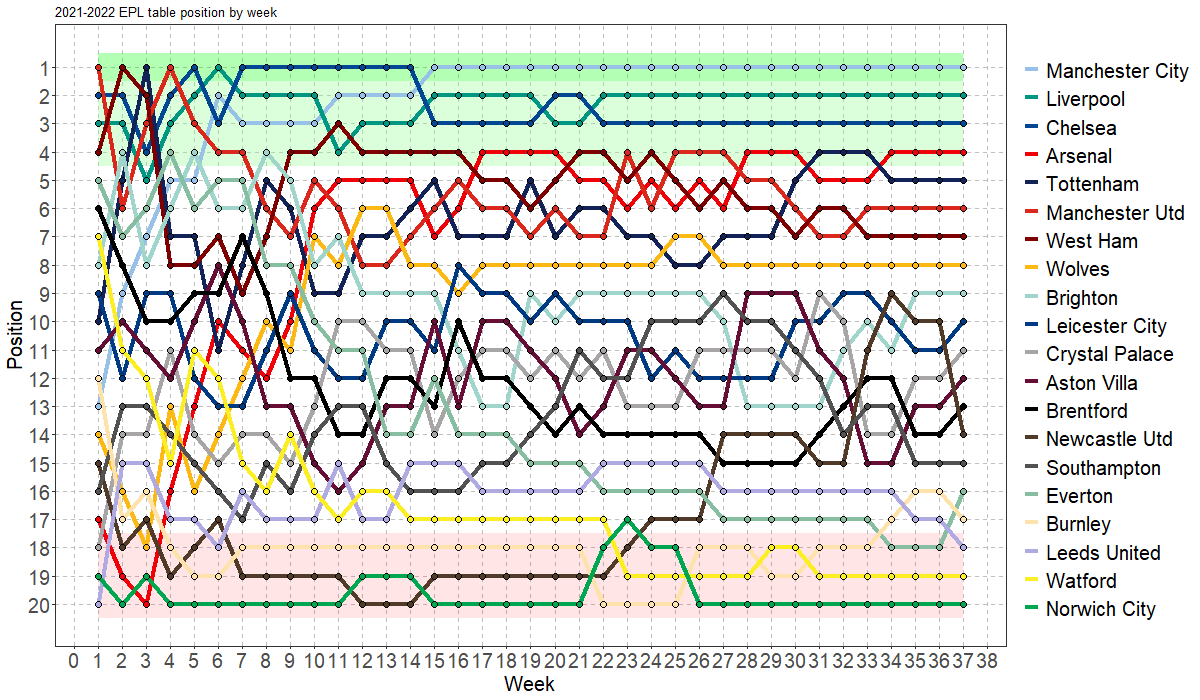 2021-2022 EPL table position by week
Position
1
2
3
4
5
6
7
8
9
10
11
12
13
14
15
16
17
18
19
20
0 1 2 3 4 5 6 7 8 9 10 11 12 13 14 15 16 17 18 19 20 21 22 23 24 25 26 27 28 29 30 31 32 33 34 35 36 37 38
Week
Manchester City
Liverpool
Chelsea
Arsenal
Tottenham
Manchester Utd
West Ham
Wolves
Brighton
Leicester City
Crystal Palace
Aston Villa
Brentford
Newcastle Utd
Southampton
Everton
Burnley
Leeds United
Watford
Norwich City